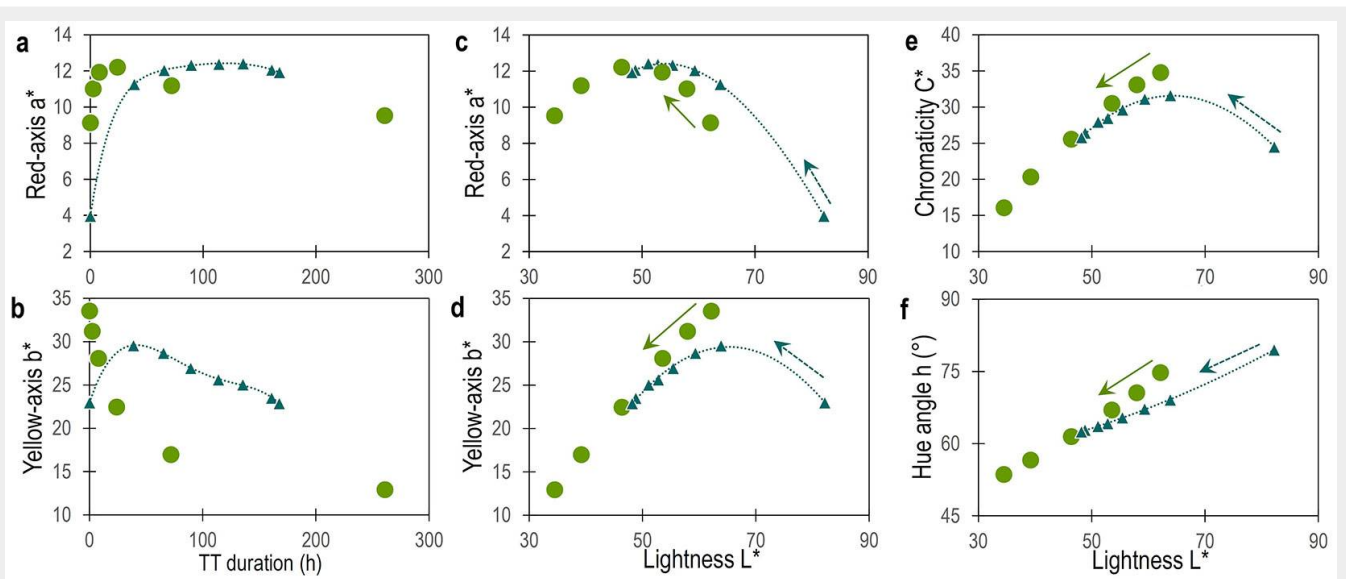 a
Red-axis a*
14
12
10
8
6
4
2
0 100 200 300
c
Red-axis a*
14
12
10
8
6
4
2
30 50 70 90
e
Chromaticity C*
40
35
30
25
20
15
10
30 50 70 90
b
Yellow-axis b*
35
30
25
20
15
10
0 100 200 300
TT duration (h)
d
Yellow-axis b*
35
30
25
20
15
10
30 50 70 90
Lightness L*
f
Hue angle h (°)
90
75
60
45
30 50 70 90
Lightness L*